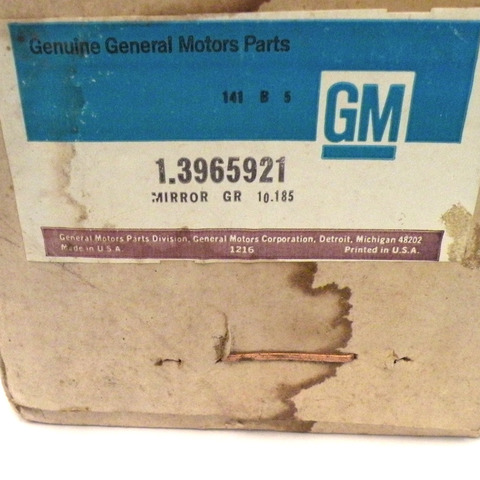 Genuine General Motors Parts
141 B 5
GM
1.3965921
MIRROR GR 10.185
General Motors Parts Division, General Motors Corporation, Detroit, Michigan 48202
Made in U.S.A. 1216 Printed in U.S.A.